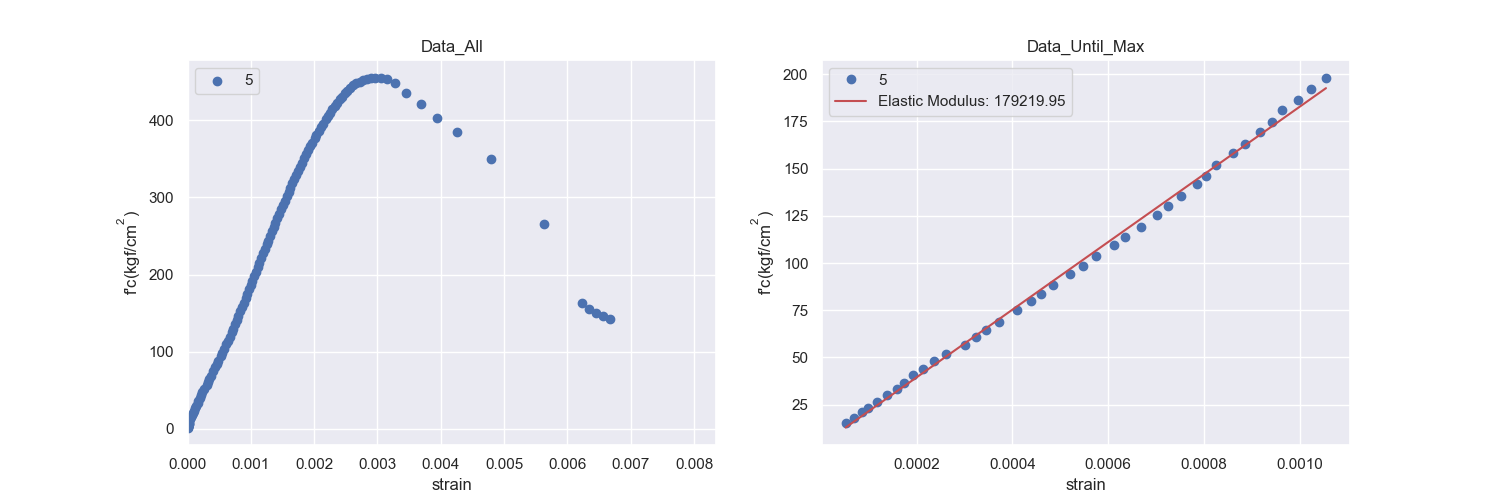 Data_All
5
f'c(kgf/cm²)
400
300
200
100
0
0.000 0.001 0.002 0.003 0.004 0.005 0.006 0.007 0.008
strain
Data_Until_Max
5
Elastic Modulus: 179219.95
f'c(kgf/cm²)
200
175
150
125
100
75
50
25
0.0002 0.0004 0.0006 0.0008 0.0010
strain